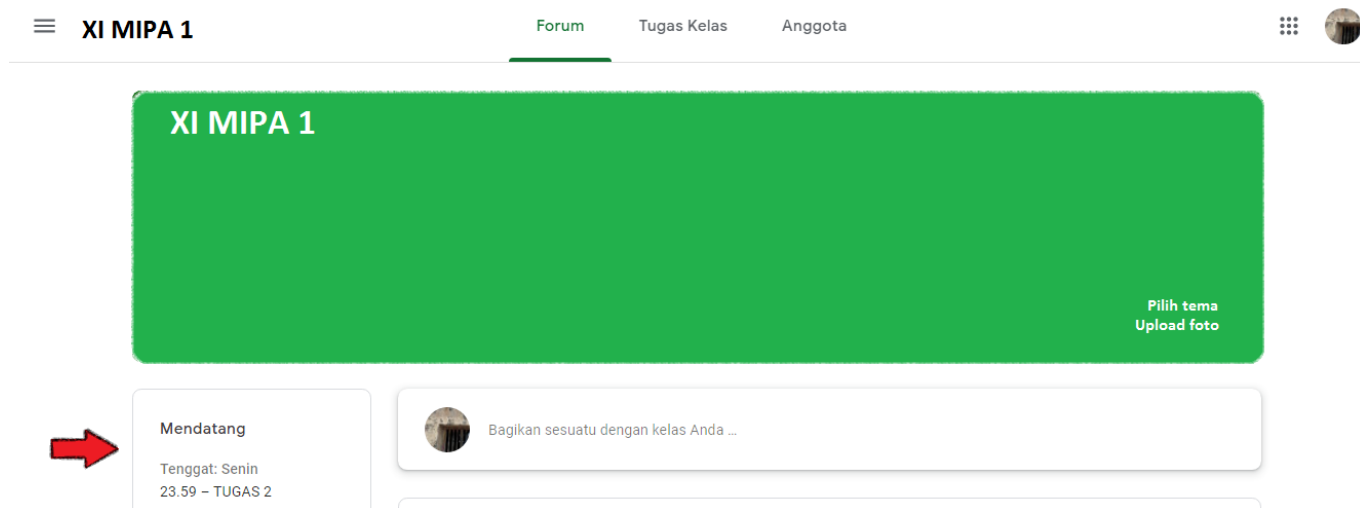 XI MIPA 1
Forum
Tugas Kelas
Anggota
XI MIPA 1
Pilih tema
Upload foto
Mendatang
Tenggat: Senin
23.59 – TUGAS 2
Bagikan sesuatu dengan kelas Anda ...